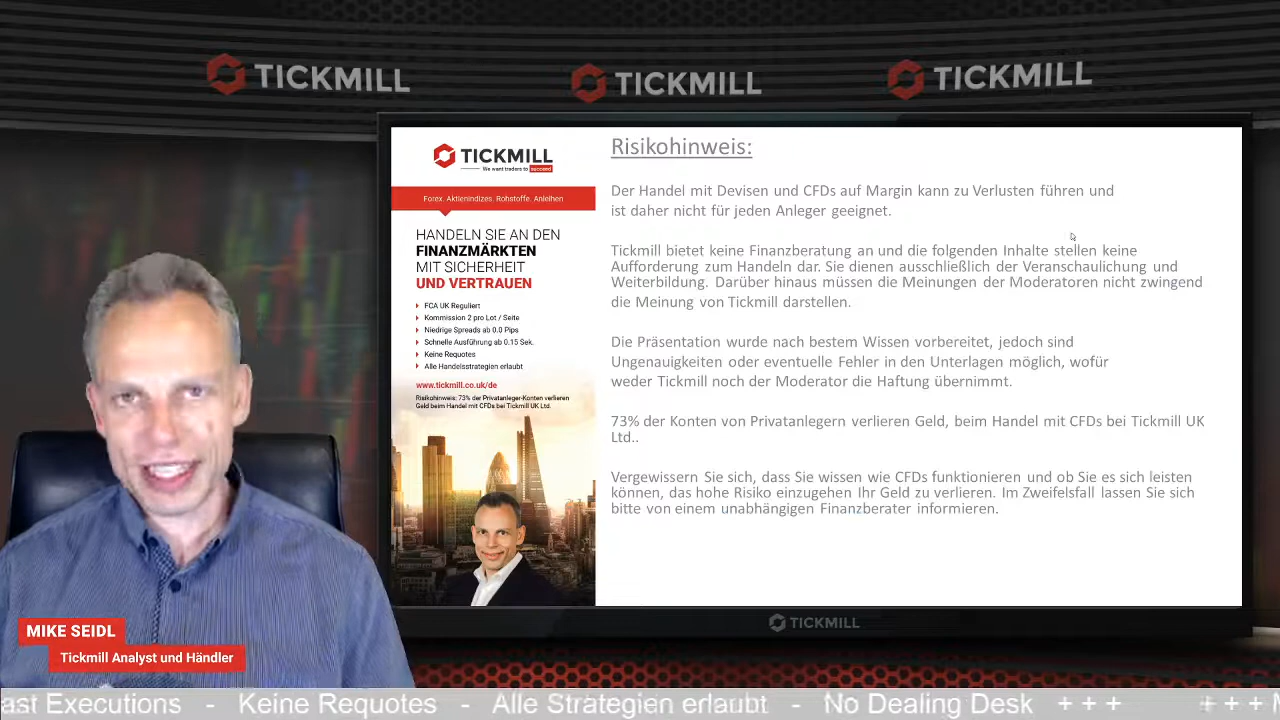 TICKMILL
TICKMILL
TICKMILL
TICKMILL
We want traders to succeed
Forex. Aktienindizes. Rohstoffe. Anleihen
HANDELN SIE AN DEN
FINANZMÄRKTEN
MIT SICHERHEIT
UND VERTRAUEN
FCA UK Reguliert
Kommission 2 pro Lot / Seite
Niedrige Spreads ab 0.0 Pips
Schnelle Ausführung ab 0.15 Sek.
Keine Requotes
Alle Handelsstrategien erlaubt
www.tickmill.co.uk/de
Risikohinweis: 73% der Privatanleger-Konten verlieren
Geld beim Handel mit CFDs bei Tickmill UK Ltd.
Risikohinweis:
Der Handel mit Devisen und CFDs auf Margin kann zu Verlusten führen und
ist daher nicht für jeden Anleger geeignet.
Tickmill bietet keine Finanzberatung an und die folgenden Inhalte stellen keine
Aufforderung zum Handeln dar. Sie dienen ausschließlich der Veranschaulichung und
Weiterbildung. Darüber hinaus müssen die Meinungen der Moderatoren nicht zwingend
die Meinung von Tickmill darstellen.
Die Präsentation wurde nach bestem Wissen vorbereitet, jedoch sind
Ungenauigkeiten oder eventuelle Fehler in den Unterlagen möglich, wofür
weder Tickmill noch der Moderator die Haftung übernimmt.
73% der Konten von Privatanlegern verlieren Geld, beim Handel mit CFDs bei Tickmill UK
Ltd..
Vergewissern Sie sich, dass Sie wissen wie CFDs funktionieren und ob Sie es sich leisten
können, das hohe Risiko einzugehen Ihr Geld zu verlieren. Im Zweifelsfall lassen Sie sich
bitte von einem unabhängigen Finanzberater informieren.
TICKMILL
MIKE SEIDL
Tickmill Analyst und Händler
ast Executions - Keine Requotes - Alle Strategien erlaubt - No Dealing Desk +++ +++